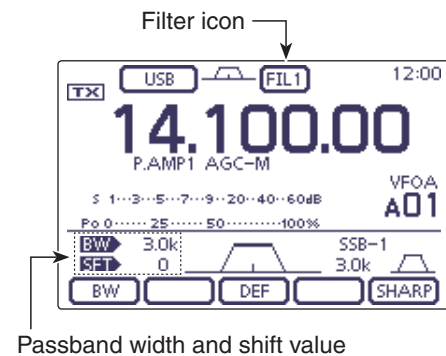 Filter icon
USB FIL1 12:00
TX
14.100.00
P.AMP1 AGC-M
VFOA
S 1···3···5···7···9··20··40··60dB
A01
Po 0······ 25······ 50·········100%
BW 3.0k SSB-1
SFT 0 3.0k
BW DEF SHARP
Passband width and shift value